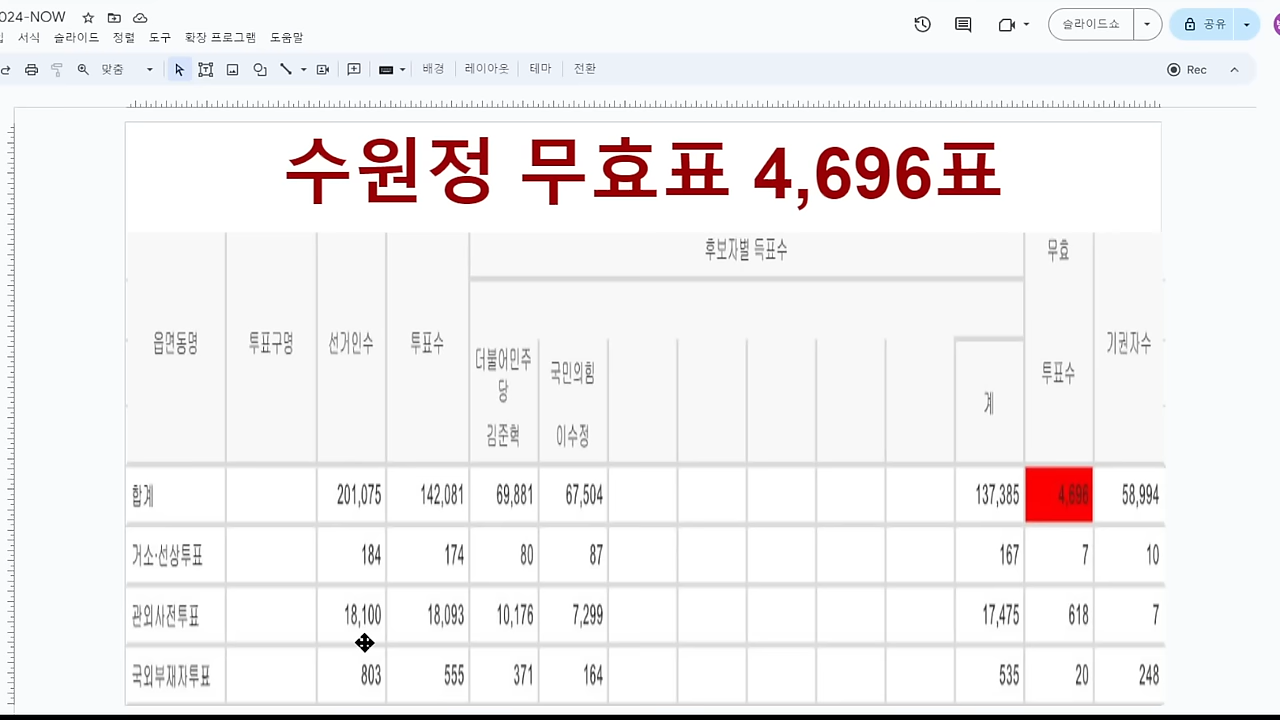 024-NOW
서식 슬라이드 정렬 도구 확장 프로그램 도움말
슬라이드쇼
공유
맞춤
배경 레이아웃 테마 전환
Rec
수원정 무효표 4,696표
후보자별 득표수 무효
읍면동명 투표구명 선거인수 투표수 기권자수
더불어민주
당
국민의힘 투표수
계
김준혁 이수정
합계 201,075 142,081 69,881 67,504 137,385 4,696 58,994
거소·선상투표 184 174 80 87 167 7 10
관외사전투표 18,100 18,093 10,176 7,299 17,475 618 7
국외부재자투표 803 555 371 164 535 20 248